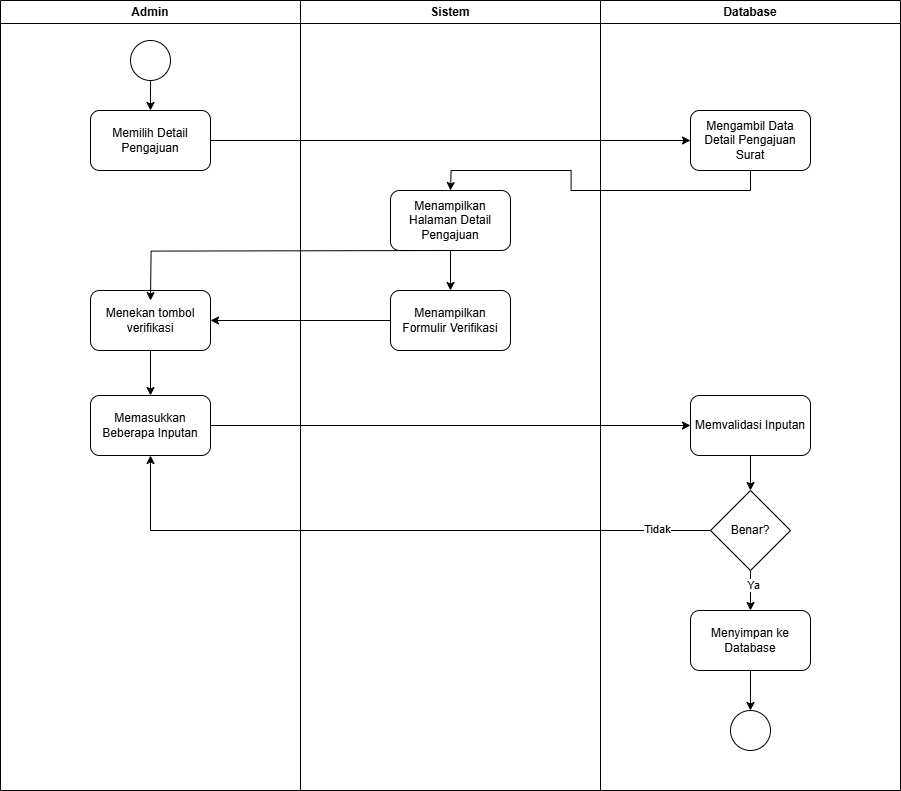 Admin
Sistem
Database
Memilih Detail
Pengajuan
Mengambil Data
Detail Pengajuan
Surat
Menampilkan
Halaman Detail
Pengajuan
Menekan tombol
verifikasi
Menampilkan
Formulir Verifikasi
Memasukkan
Beberapa Inputan
Memvalidasi Inputan
Tidak
Benar?
Ya
Menyimpan ke
Database